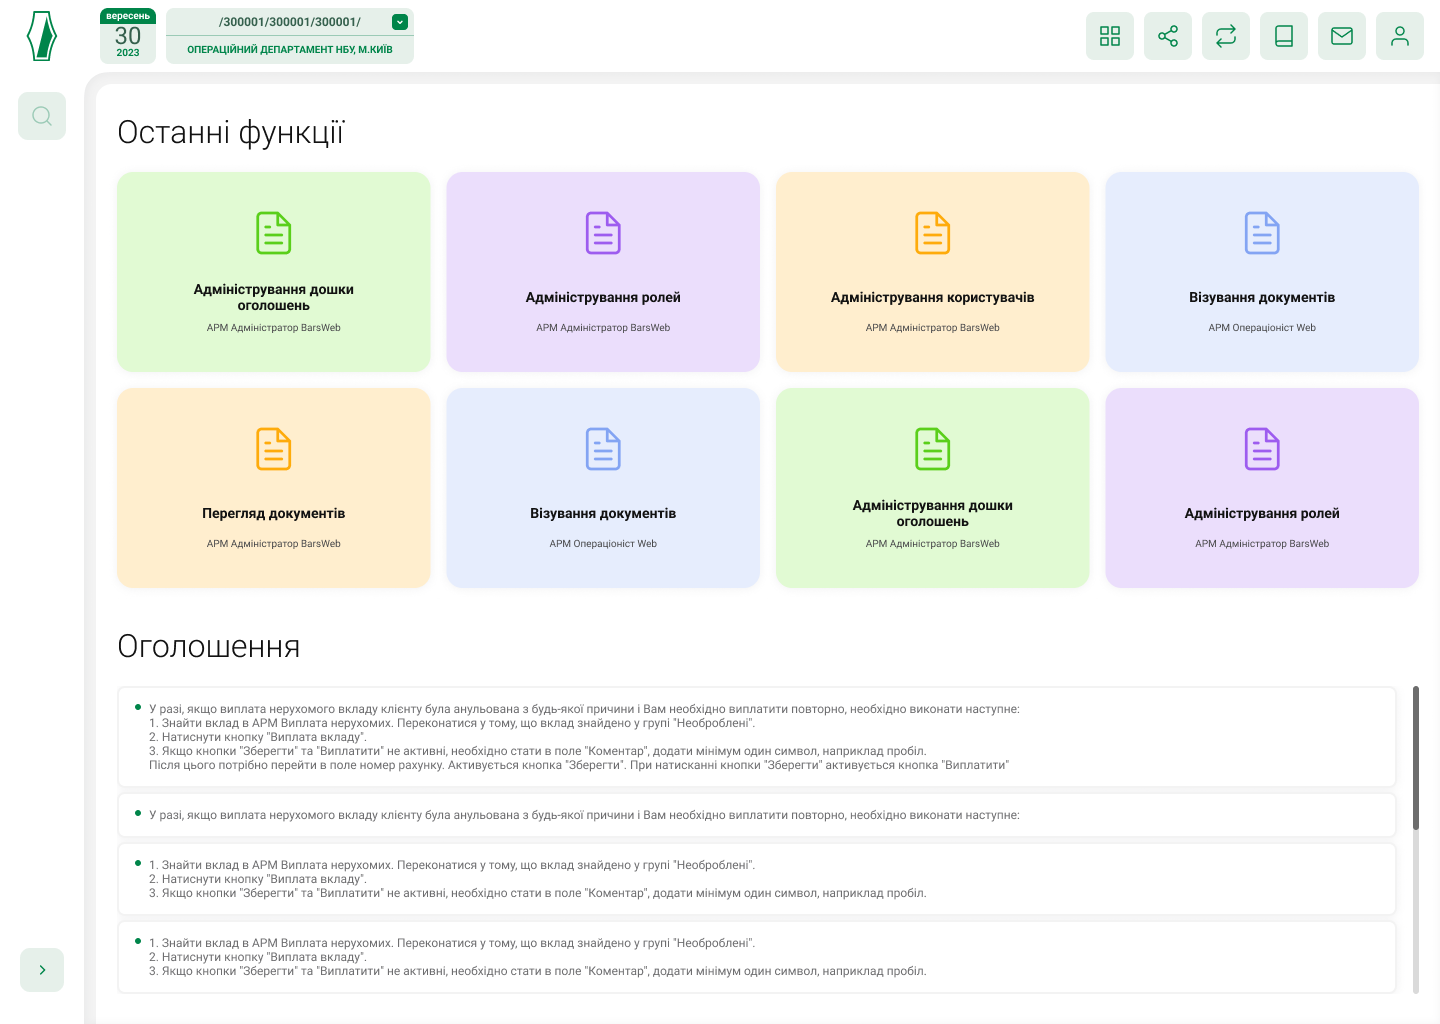 вересень
30
2023
/300001/300001/300001/
ОПЕРАЦІЙНИЙ ДЕПАРТАМЕНТ НБУ, М.КИЇВ
Останні функції
Адміністрування дошки
оголошень
АРМ Адміністратор BarsWeb
Адміністрування ролей
АРМ Адміністратор BarsWeb
Адміністрування користувачів
АРМ Адміністратор BarsWeb
Візування документів
АРМ Операціоніст Web
Перегляд документів
АРМ Адміністратор BarsWeb
Візування документів
АРМ Операціоніст Web
Адміністрування дошки
оголошень
АРМ Адміністратор BarsWeb
Адміністрування ролей
АРМ Адміністратор BarsWeb
Оголошення
У разі, якщо виплата нерухомого вкладу клієнту була анульована з будь-якої причини і Вам необхідно виплатити повторно, необхідно виконати наступне:
1. Знайти вклад в АРМ Виплата нерухомих. Переконатися у тому, що вклад знайдено у групі "Необроблені".
2. Натиснути кнопку "Виплата вкладу".
3. Якщо кнопки "Зберегти" та "Виплатити" не активні, необхідно стати в поле "Коментар", додати мінімум один символ, наприклад пробіл.
Після цього потрібно перейти в поле номер рахунку. Активується кнопка "Зберегти". При натисканні кнопки "Зберегти" активується кнопка "Виплатити"
У разі, якщо виплата нерухомого вкладу клієнту була анульована з будь-якої причини і Вам необхідно виплатити повторно, необхідно виконати наступне:
1. Знайти вклад в АРМ Виплата нерухомих. Переконатися у тому, що вклад знайдено у групі "Необроблені".
2. Натиснути кнопку "Виплата вкладу".
3. Якщо кнопки "Зберегти" та "Виплатити" не активні, необхідно стати в поле "Коментар", додати мінімум один символ, наприклад пробіл.
1. Знайти вклад в АРМ Виплата нерухомих. Переконатися у тому, що вклад знайдено у групі "Необроблені".
2. Натиснути кнопку "Виплата вкладу".
3. Якщо кнопки "Зберегти" та "Виплатити" не активні, необхідно стати в поле "Коментар", додати мінімум один символ, наприклад пробіл.